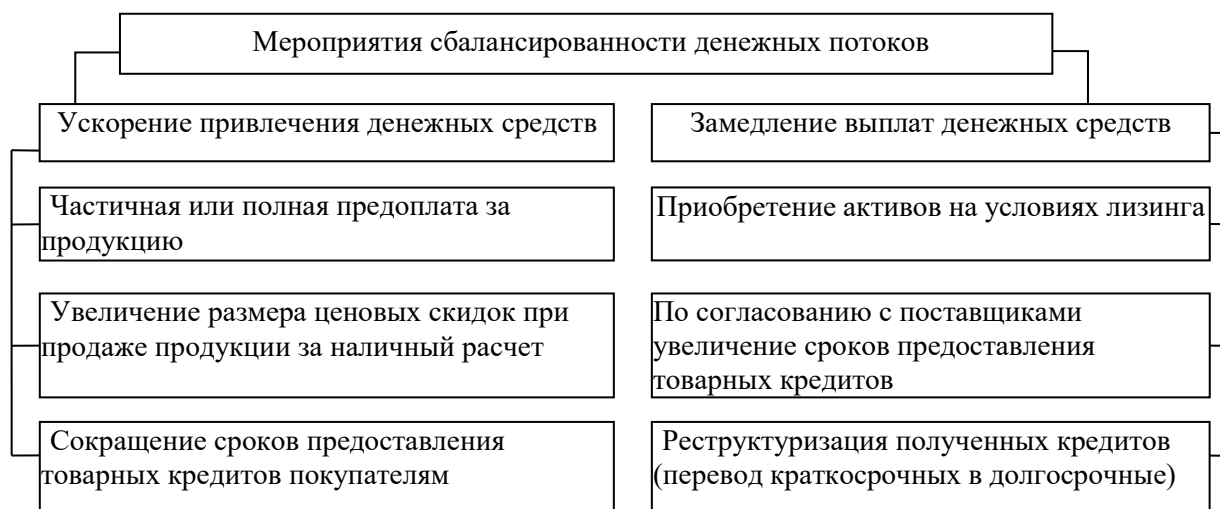 Мероприятия сбалансированности денежных потоков
Ускорение привлечения денежных средств
Замедление выплат денежных средств
Частичная или полная предоплата за
продукцию
Приобретение активов на условиях лизинга
Увеличение размера ценовых скидок при
продаже продукции за наличный расчет
По согласованию с поставщиками
увеличение сроков предоставления
товарных кредитов
Сокращение сроков предоставления
товарных кредитов покупателям
Реструктуризация полученных кредитов
(перевод краткосрочных в долгосрочные)